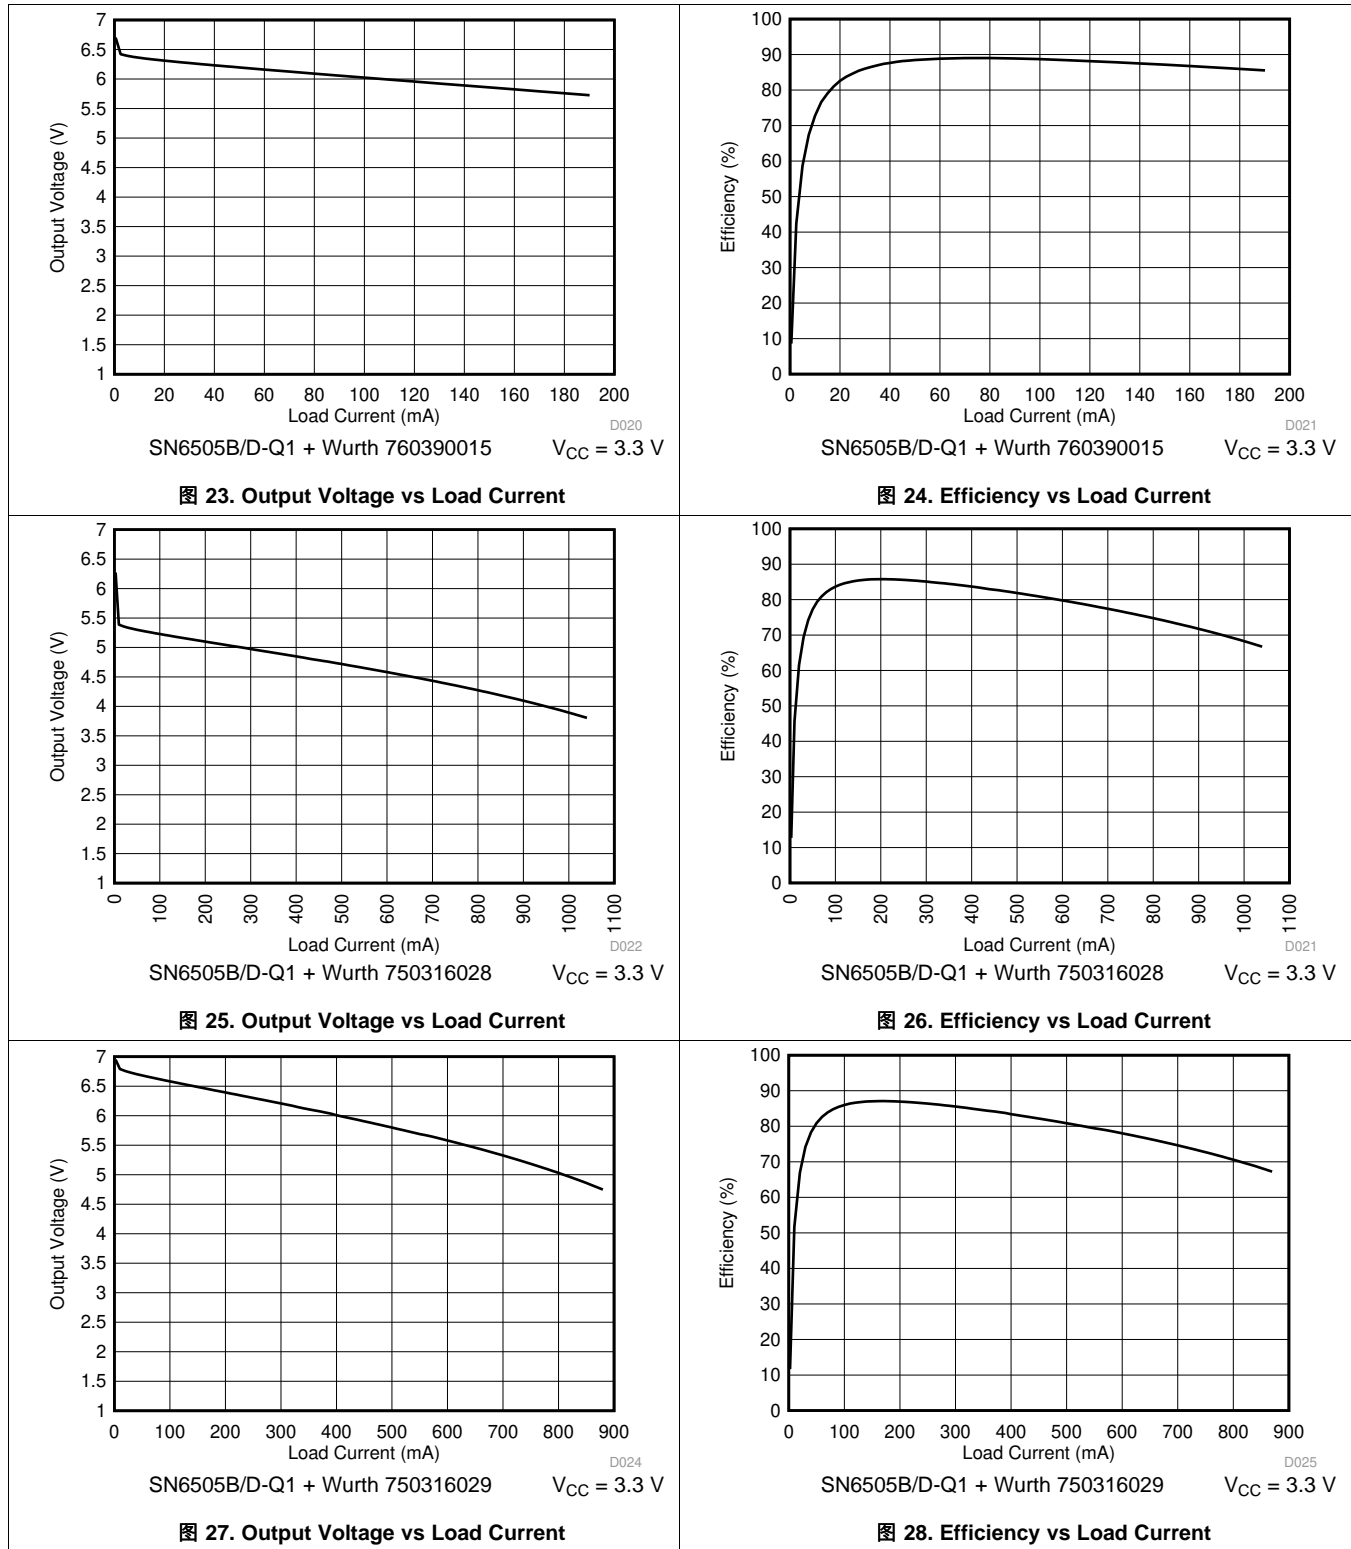 7
6.5
6
5.5
5
4.5
4
3.5
3
2.5
2
1.5
1
Output Voltage (V)
0 20 40 60 80 100 120 140 160 180 200
Load Current (mA)
D020
SN6505B/D-Q1 + Wurth 760390015 VCC = 3.3 V
图 23. Output Voltage vs Load Current
100
90
80
70
60
50
40
30
20
10
0
Efficiency (%)
0 20 40 60 80 100 120 140 160 180 200
Load Current (mA)
D021
SN6505B/D-Q1 + Wurth 760390015 VCC = 3.3 V
图 24. Efficiency vs Load Current
7
6.5
6
5.5
5
4.5
4
3.5
3
2.5
2
1.5
1
Output Voltage (V)
0 100 200 300 400 500 600 700 800 900 1000 1100
Load Current (mA)
D022
SN6505B/D-Q1 + Wurth 750316028 VCC = 3.3 V
图 25. Output Voltage vs Load Current
100
90
80
70
60
50
40
30
20
10
0
Efficiency (%)
0 100 200 300 400 500 600 700 800 900 1000 1100
Load Current (mA)
D021
SN6505B/D-Q1 + Wurth 750316028 VCC = 3.3 V
图 26. Efficiency vs Load Current
7
6.5
6
5.5
5
4.5
4
3.5
3
2.5
2
1.5
1
Output Voltage (V)
0 100 200 300 400 500 600 700 800 900
Load Current (mA)
D024
SN6505B/D-Q1 + Wurth 750316029 VCC = 3.3 V
图 27. Output Voltage vs Load Current
100
90
80
70
60
50
40
30
20
10
0
Efficiency (%)
0 100 200 300 400 500 600 700 800 900
Load Current (mA)
D025
SN6505B/D-Q1 + Wurth 750316029 VCC = 3.3 V
图 28. Efficiency vs Load Current